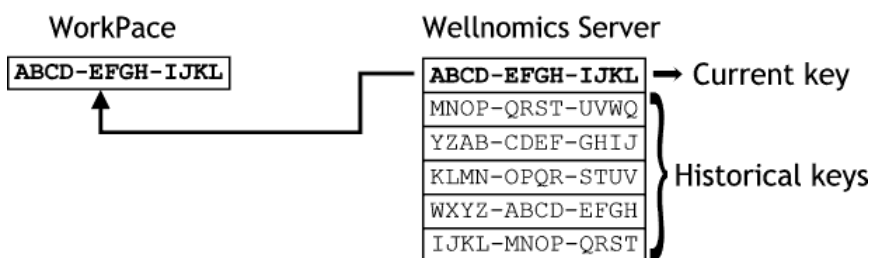 WorkPace
Wellnomics Server
ABCD-EFGH-IJKL
ABCD-EFGH-IJKL
Current key
MNOP-QRST-UVWQ
YZAB-CDEF-GHIJ
KLMN-OPQR-STUV
Historical keys
WXYZ-ABCD-EFGH
IJKL-MNOP-QRST